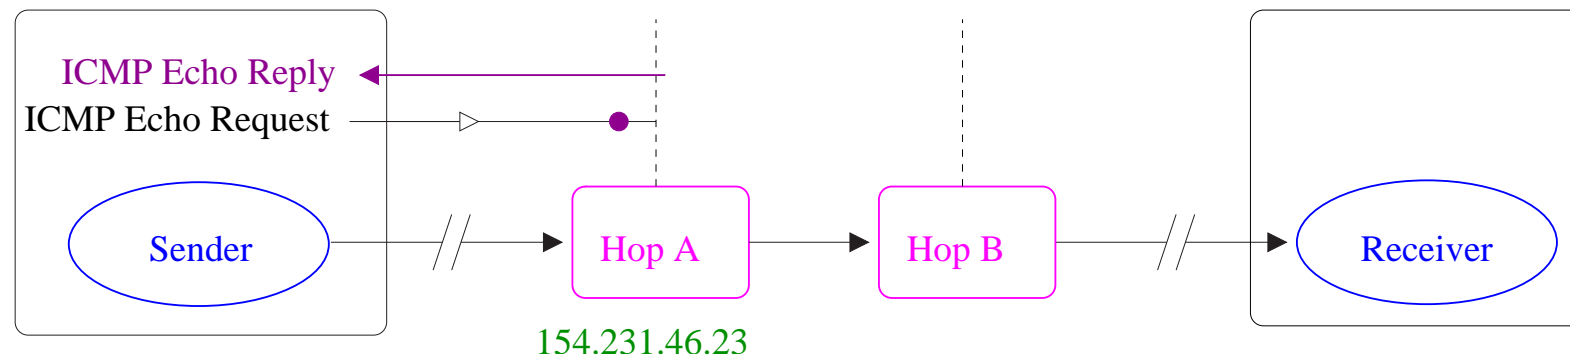 ICMP Echo Reply
ICMP Echo Request
Sender
Hop A
Hop B
Receiver
154.231.46.23